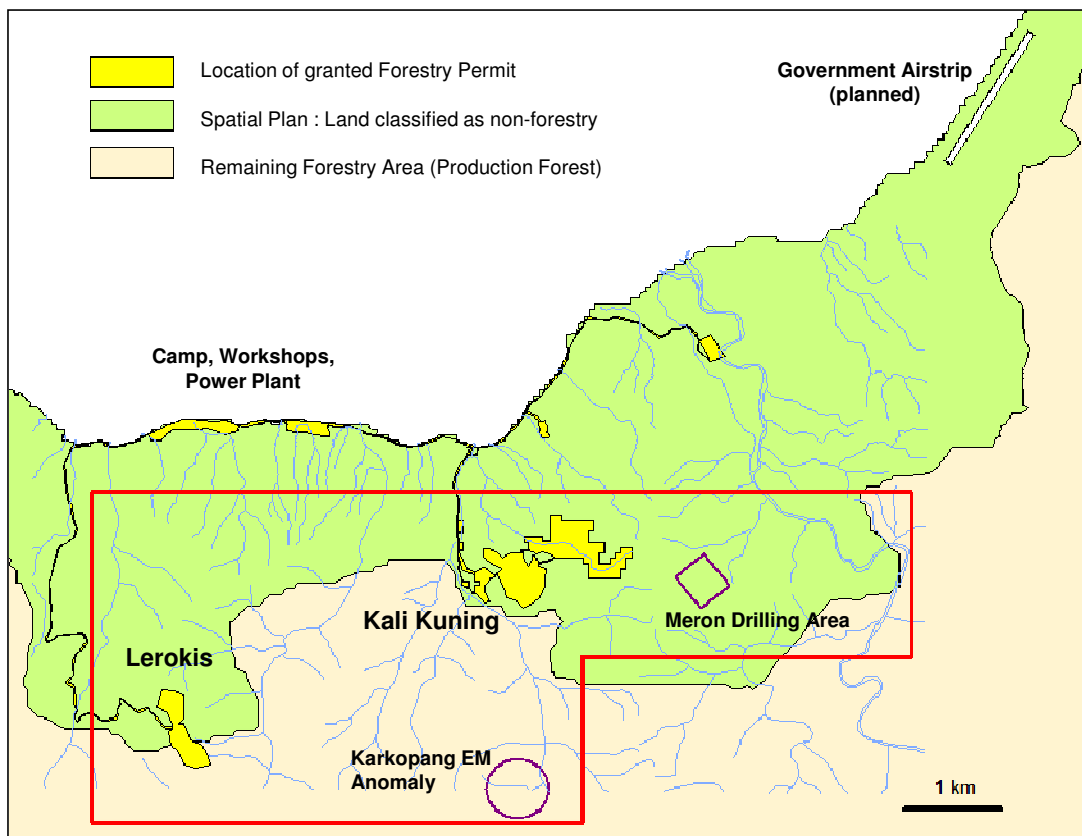 Location of granted Forestry Permit
Spatial Plan : Land classified as non-forestry
Remaining Forestry Area (Production Forest)
Government Airstrip
(planned)
Camp, Workshops,
Power Plant
Kali Kuning
Meron Drilling Area
Lerokis
Karkopang EM
Anomaly
1 km